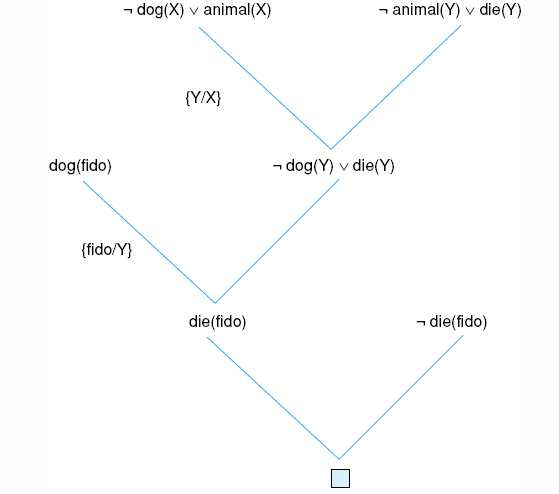 ¬ dog(X) ∨ animal(X)
¬ animal(Y) ∨ die(Y)
{Y/X}
dog(fido)
¬ dog(Y) ∨ die(Y)
{fido/Y}
die(fido)
¬ die(fido)